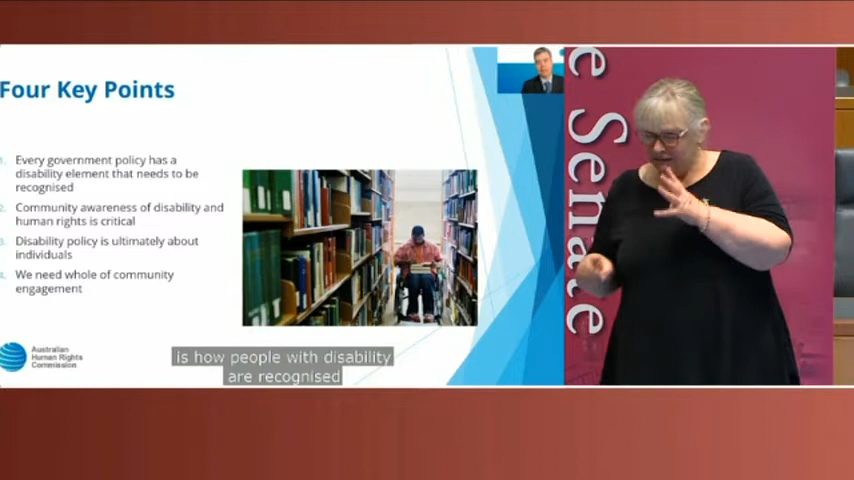 Four Key Points
1. Every government policy has a
disability element that needs to be
recognised
2. Community awareness of disability and
human rights is critical
3. Disability policy is ultimately about
individuals
4. We need whole of community
engagement
Australian
Human Rights
Commission
is how people with disability
are recognised
e Senate